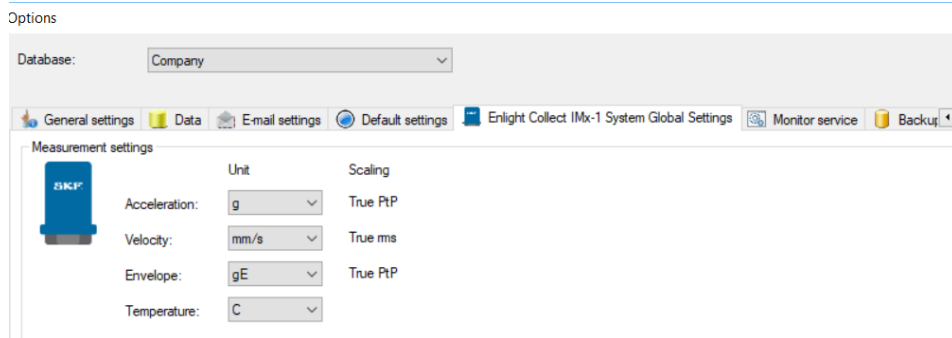 Options
Database: Company
General settings Data E-mail settings Default settings Enlight Collect IMx-1 System Global Settings Monitor service Backup
Measurement settings
Unit Scaling
SKF
Acceleration: g True PtP
Velocity: mm/s True rms
Envelope: gE True PtP
Temperature: C